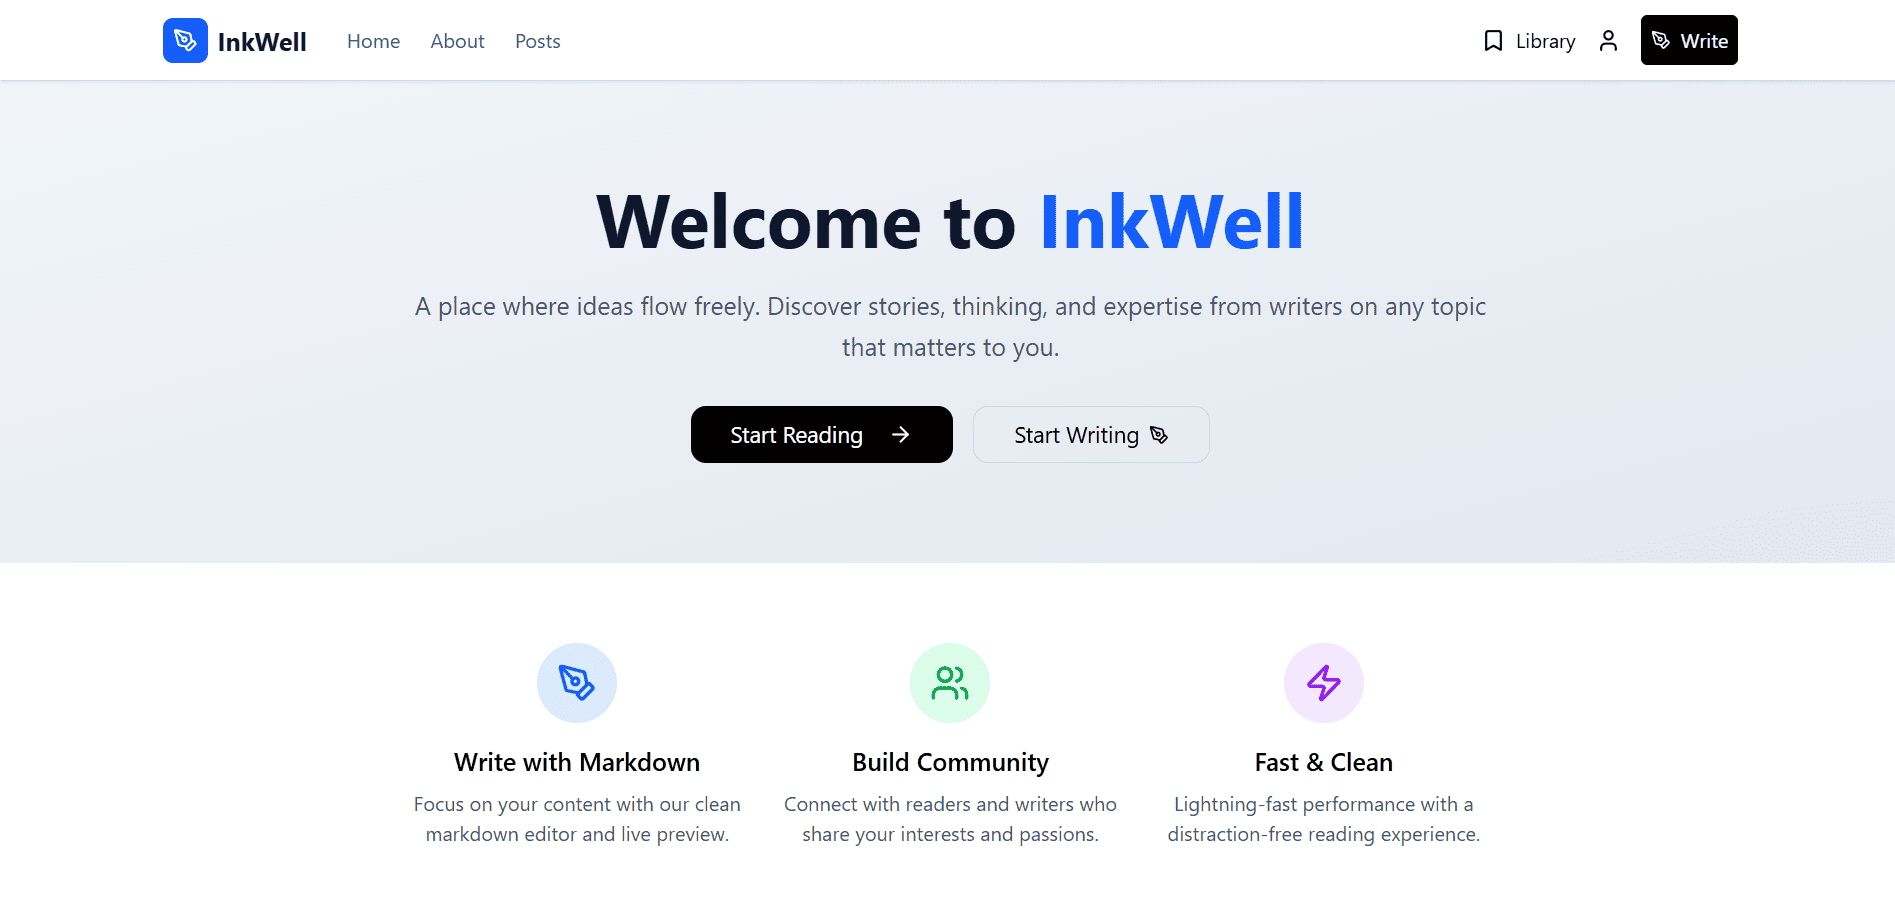 InkWell
Home
About
Posts
Library
Write
Welcome to InkWell
A place where ideas flow freely. Discover stories, thinking, and expertise from writers on any topic
that matters to you.
Start Reading
Start Writing
Write with Markdown
Focus on your content with our clean
markdown editor and live preview.
Build Community
Connect with readers and writers who
share your interests and passions.
Fast & Clean
Lightning-fast performance with a
distraction-free reading experience.